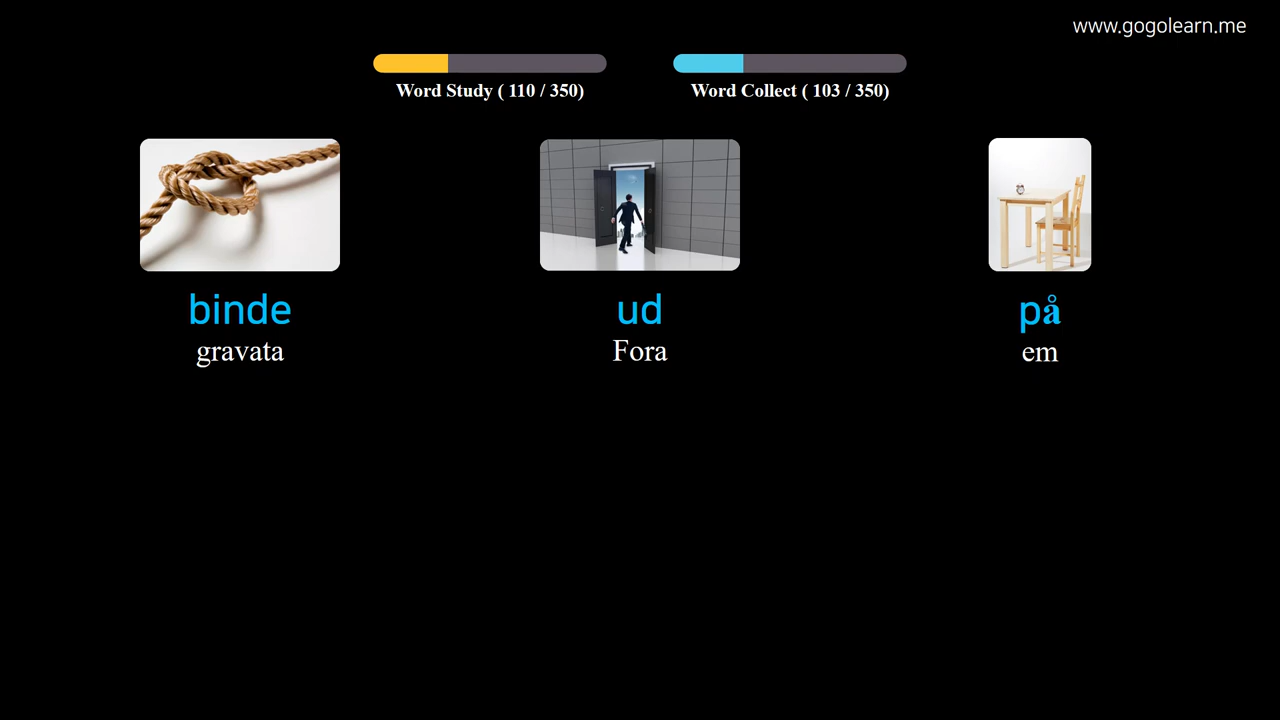 www.gogolearn.me
Word Study ( 110 / 350)
Word Collect ( 103 / 350)
binde
gravata
ud
Fora
på
em